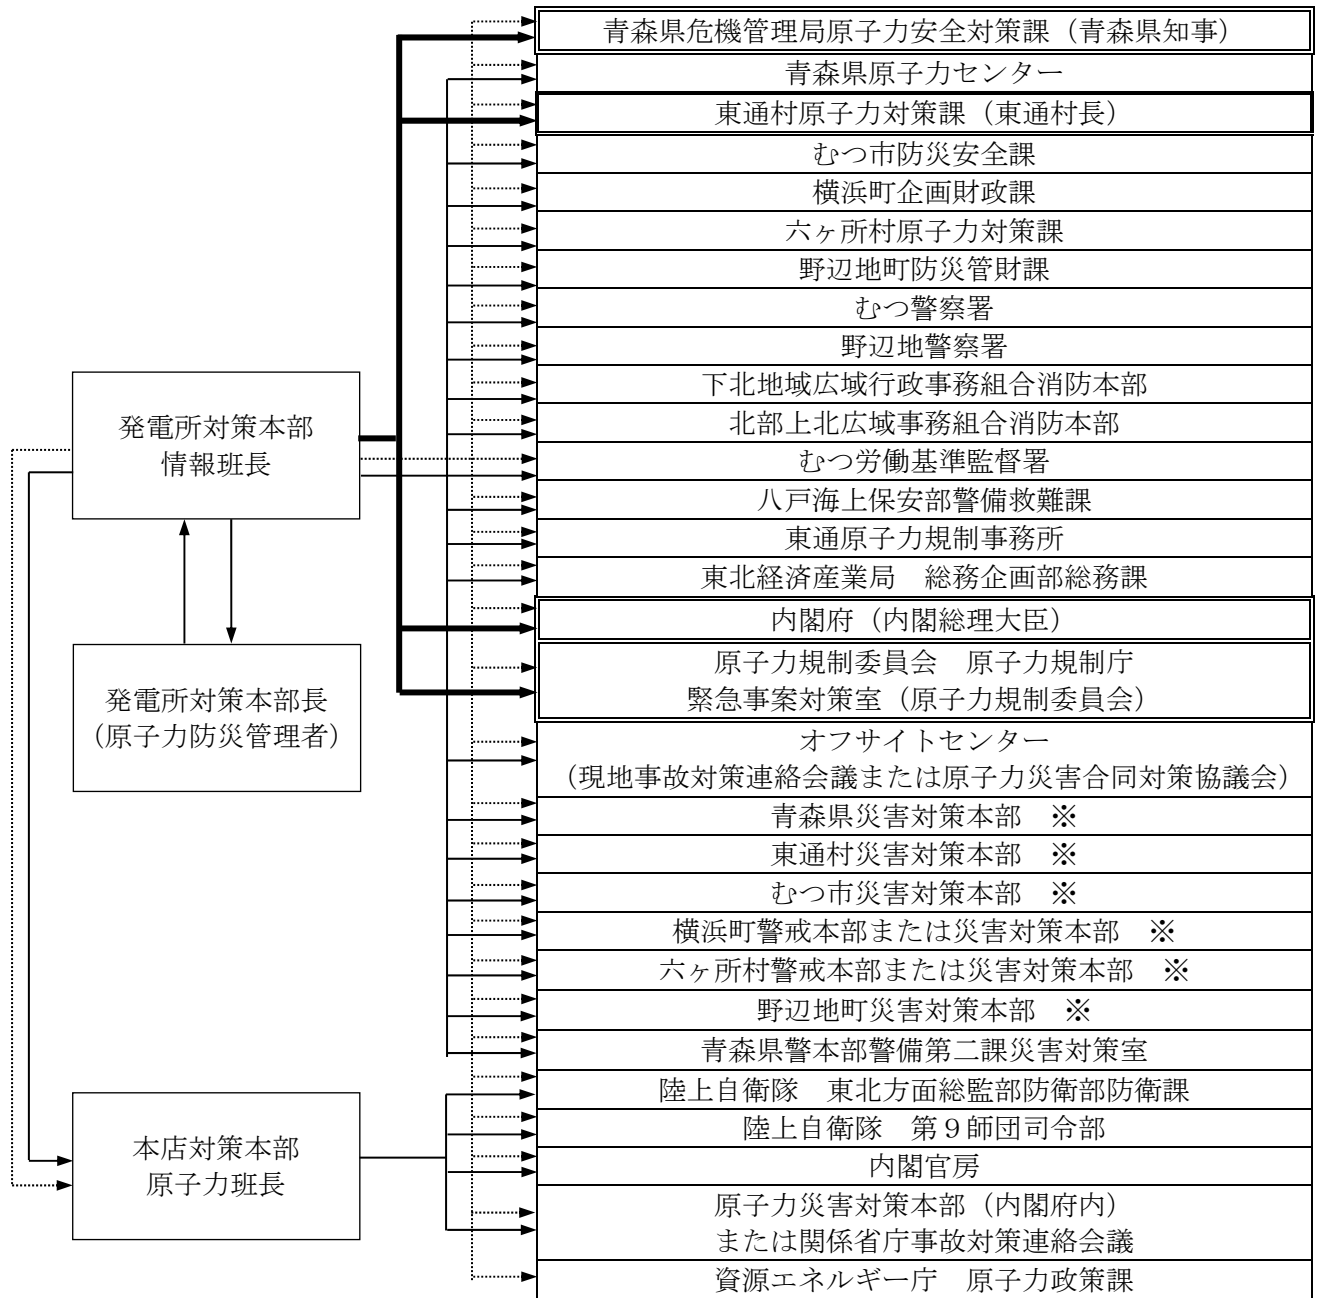 青森県危機管理局原子力安全対策課(青森県知事)
青森県原子力センター
東通村原子力対策課(東通村長)
むつ市防災安全課
横浜町企画財政課
六ヶ所村原子力対策課
野辺地町防災管財課
むつ警察署
野辺地警察署
下北地域広域行政事務組合消防本部
北部上北広域事務組合消防本部
むつ労働基準監督署
八戸海上保安部警備救難課
東通原子力規制事務所
東北経済産業局 総務企画部総務課
内閣府(内閣総理大臣)
原子力規制委員会 原子力規制庁
緊急事案対策室(原子力規制委員会)
オフサイトセンター
(現地事故対策連絡会議または原子力災害合同対策協議会)
青森県災害対策本部 ※
東通村災害対策本部 ※
むつ市災害対策本部 ※
横浜町警戒本部または災害対策本部 ※
六ヶ所村警戒本部または災害対策本部 ※
野辺地町災害対策本部 ※
青森県警本部警備第二課災害対策室
陸上自衛隊 東北方面総監部防衛部防衛課
陸上自衛隊 第9師団司令部
内閣官房
原子力災害対策本部(内閣府内)
または関係省庁事故対策連絡会議
資源エネルギー庁 原子力政策課
発電所対策本部
情報班長
発電所対策本部長
(原子力防災管理者)
本店対策本部
原子力班長